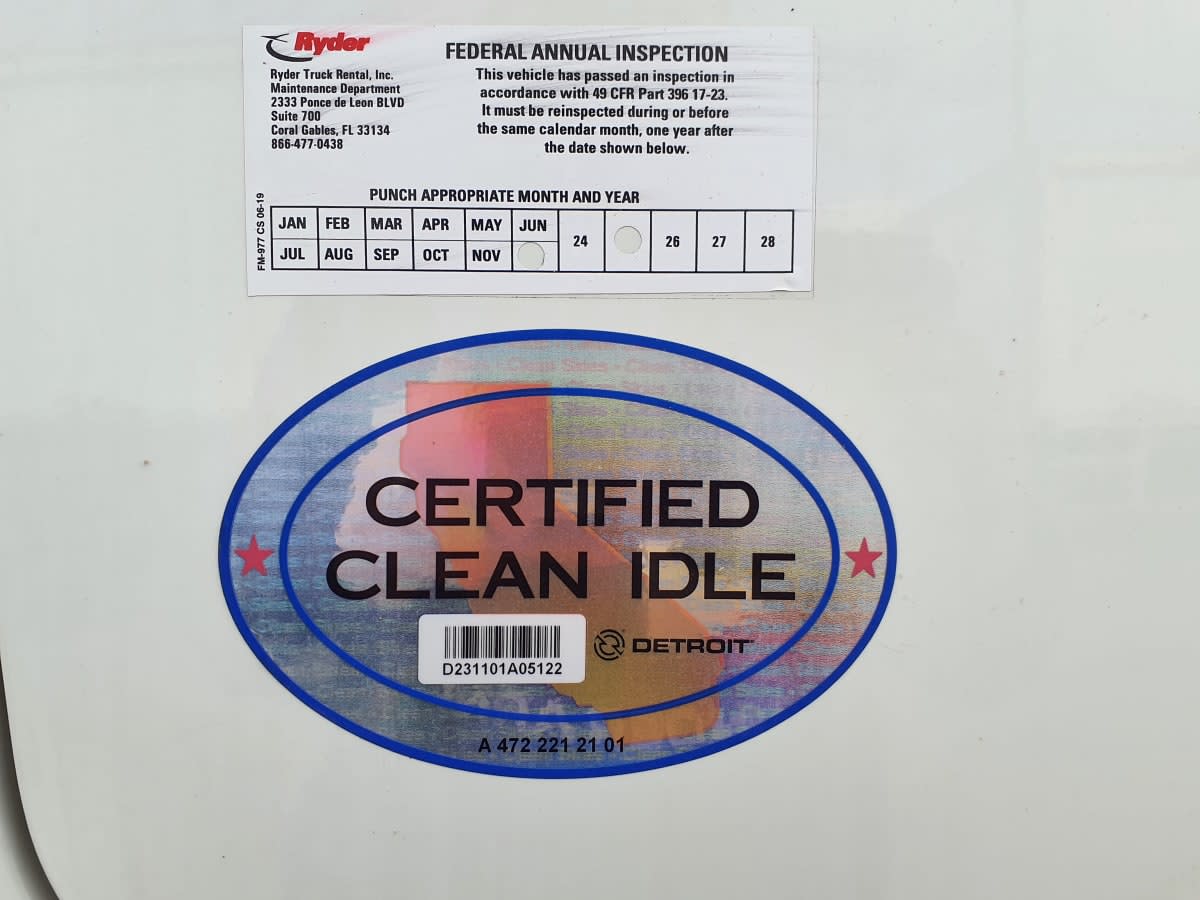 Ryder
Ryder Truck Rental, Inc.
Maintenance Department
2333 Ponce de Leon BLVD
Suite 700
Coral Gables, FL 33134
866-477-0438
FEDERAL ANNUAL INSPECTION
This vehicle has passed an inspection in
accordance with 49 CFR Part 396 17-23.
It must be reinspected during or before
the same calendar month, one year after
the date shown below.
PUNCH APPROPRIATE MONTH AND YEAR
FM-977 CS 06-19
JAN FEB MAR APR MAY JUN 24 26 27 28
JUL AUG SEP OCT NOV
CERTIFIED
CLEAN IDLE
D231101A05122
DETROIT
A 472 221 21 01